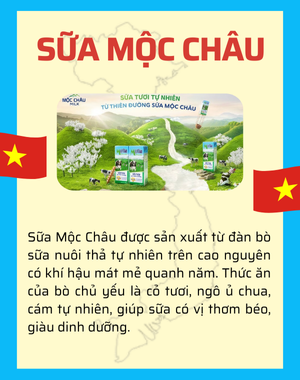 SỮA MỘC CHÂU
MỘC CHÂU
MILK
SỮA TƯƠI TỰ NHIÊN
TỪ THIÊN ĐƯỜNG SỮA MỘC CHÂU
Sữa Mộc Châu được sản xuất từ đàn bò
sữa nuôi thả tự nhiên trên cao nguyên
có khí hậu mát mẻ quanh năm. Thức ăn
của bò chủ yếu là cỏ tươi, ngô ủ chua,
cám tự nhiên, giúp sữa có vị thơm béo,
giàu dinh dưỡng.